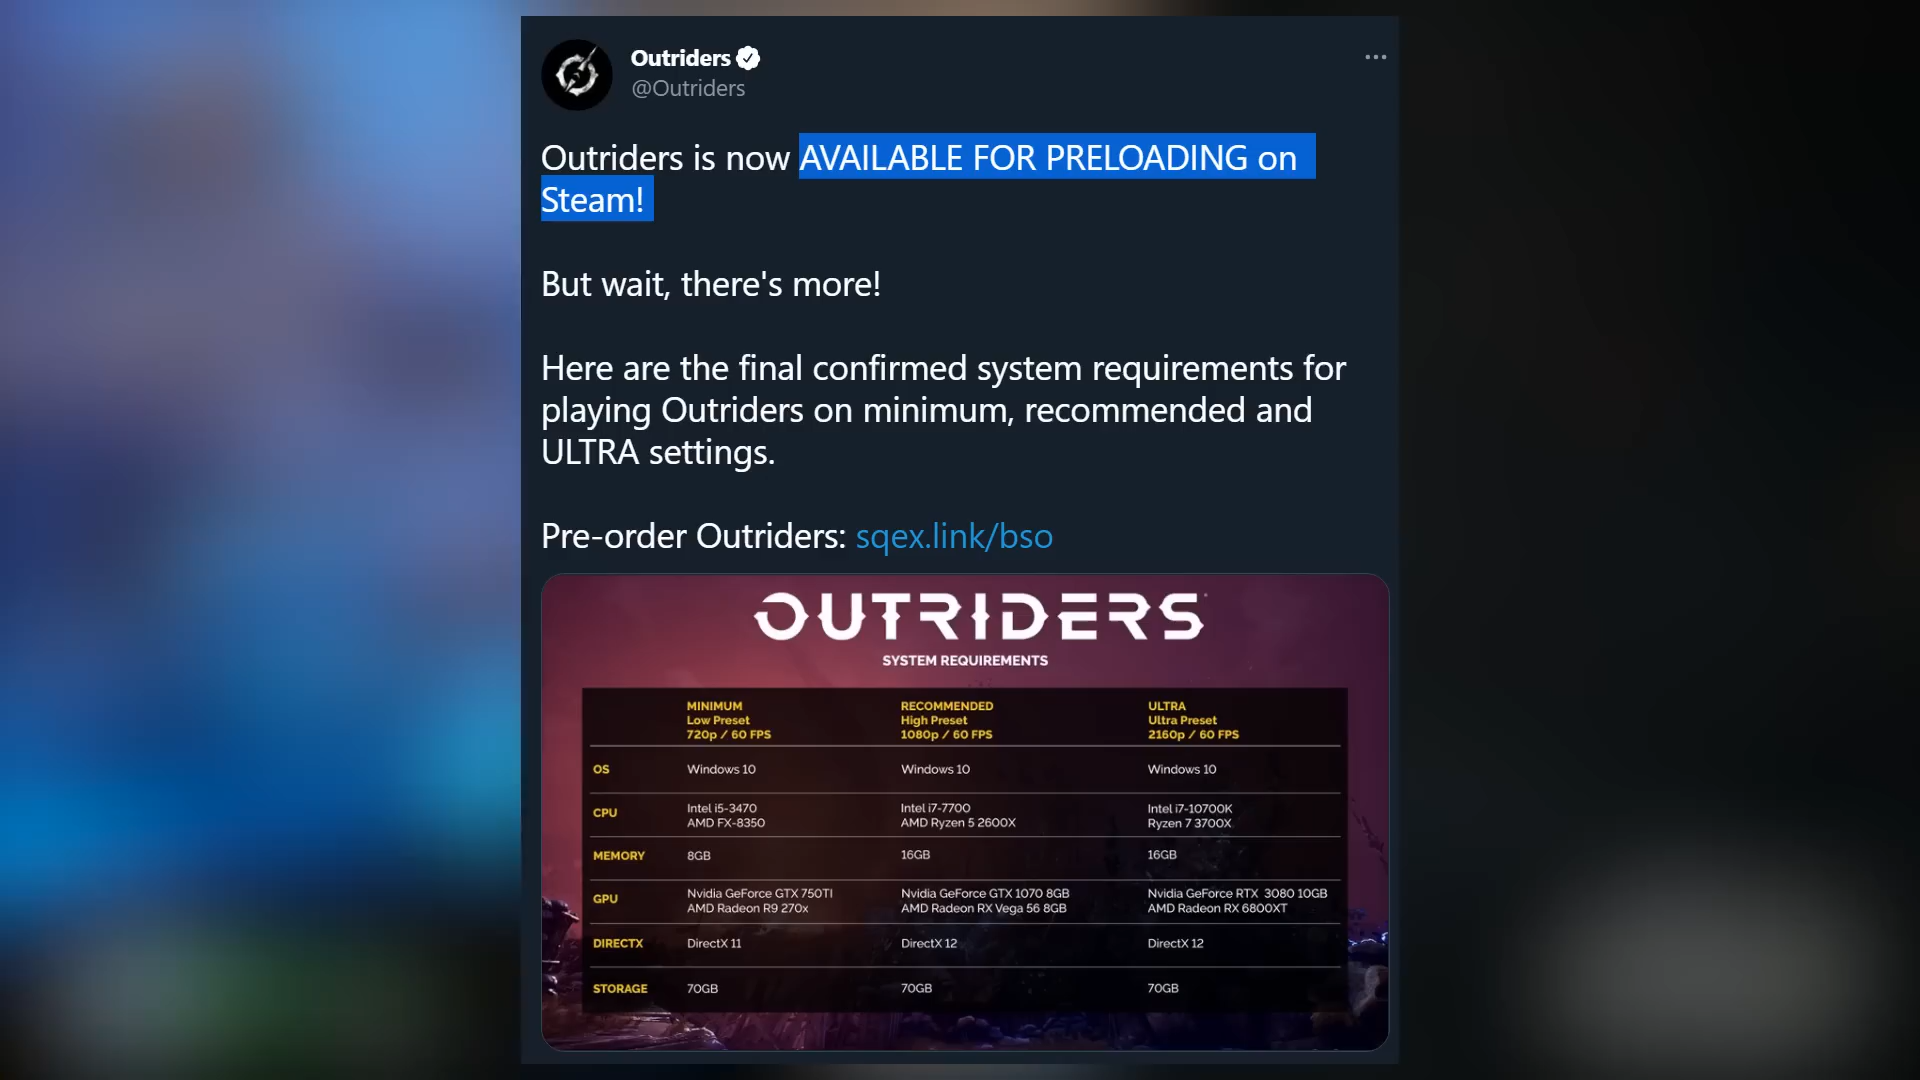 Outriders
@Outriders
Outriders is now AVAILABLE FOR PRELOADING on
Steam!
But wait, there's more!
Here are the final confirmed system requirements for
playing Outriders on minimum, recommended and
ULTRA settings.
Pre-order Outriders: sqex.link/bso
OUTRIDERS
SYSTEM REQUIREMENTS
MINIMUM RECOMMENDED ULTRA
Low Preset High Preset Ultra Preset
720p / 60 FPS 1080p / 60 FPS 2160p / 60 FPS
OS Windows 10 Windows 10 Windows 10
CPU Intel i5-3470 Intel i7-7700 Intel i7-10700K
AMD FX-8350 AMD Ryzen 5 2600X Ryzen 7 3700X
MEMORY 8GB 16GB 16GB
GPU Nvidia GeForce GTX 750TI Nvidia GeForce GTX 1070 8GB Nvidia GeForce RTX 3080 10GB
AMD Radeon R9 270x AMD Radeon RX Vega 56 8GB AMD Radeon RX 6800XT
DIRECTX DirectX 11 DirectX 12 DirectX 12
STORAGE 70GB 70GB 70GB